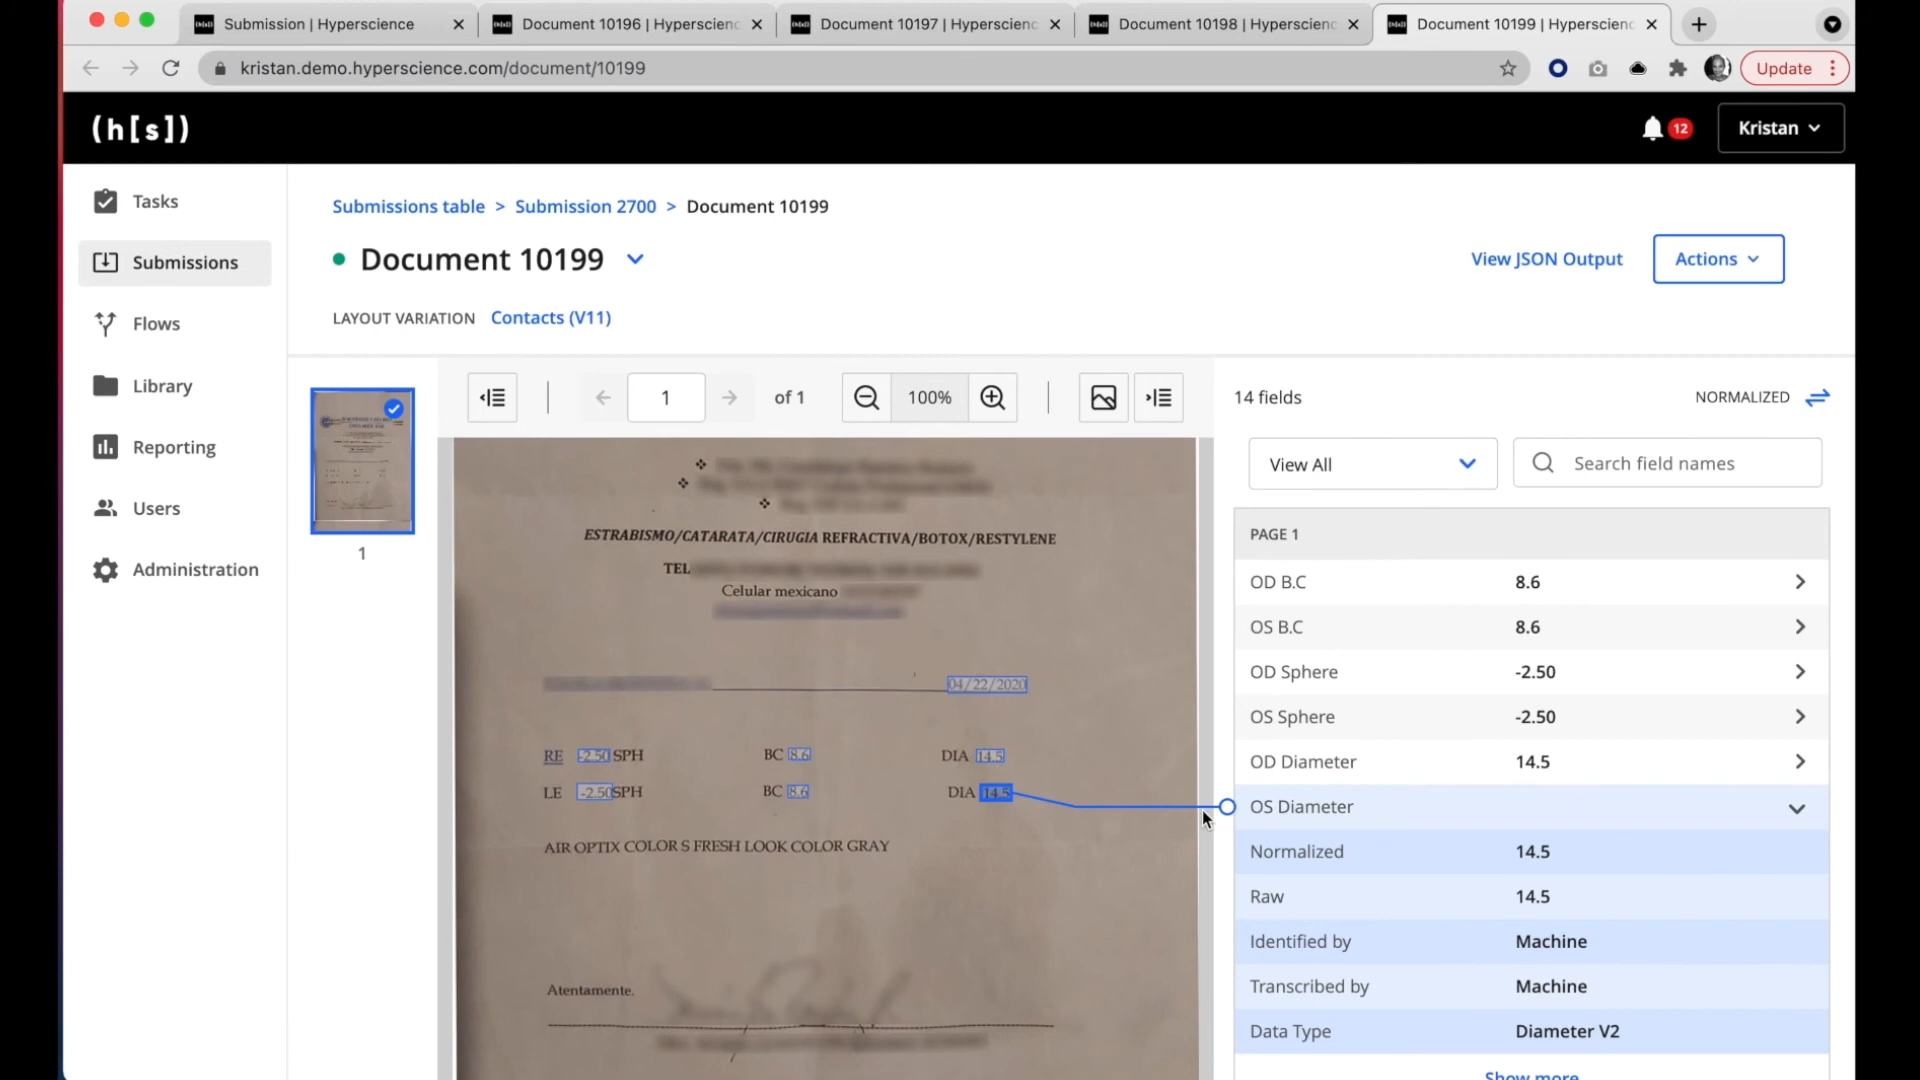 Submission | Hyperscience
Document 10196 | Hyperscienc
Document 10197 | Hyperscienc
Document 10198 | Hyperscienc
Document 10199 | Hyperscienc
kristan.demo.hyperscience.com/document/10199
Update
(h[s])
12
Kristan
Tasks
Submissions
Flows
Library
Reporting
Users
Administration
Submissions table > Submission 2700 > Document 10199
Document 10199
View JSON Output
Actions
LAYOUT VARIATION Contacts (V11)
1
1 of 1
100%
ESTRABISMO/CATARATA/CIRUGIA REFRACTIVA/BOTOX/RESTYLENE
TEL
Celular mexicano
04/22/2020
RE -2.50 SPH BC 8.6 DIA 14.5
LE -2.50SPH BC 8.6 DIA 14.5
AIR OPTIX COLOR S FRESH LOOK COLOR GRAY
Atentamente.
14 fields
NORMALIZED
View All
Search field names
PAGE 1
OD B.C 8.6
OS B.C 8.6
OD Sphere -2.50
OS Sphere -2.50
OD Diameter 14.5
OS Diameter
Normalized 14.5
Raw 14.5
Identified by Machine
Transcribed by Machine
Data Type Diameter V2
Show more